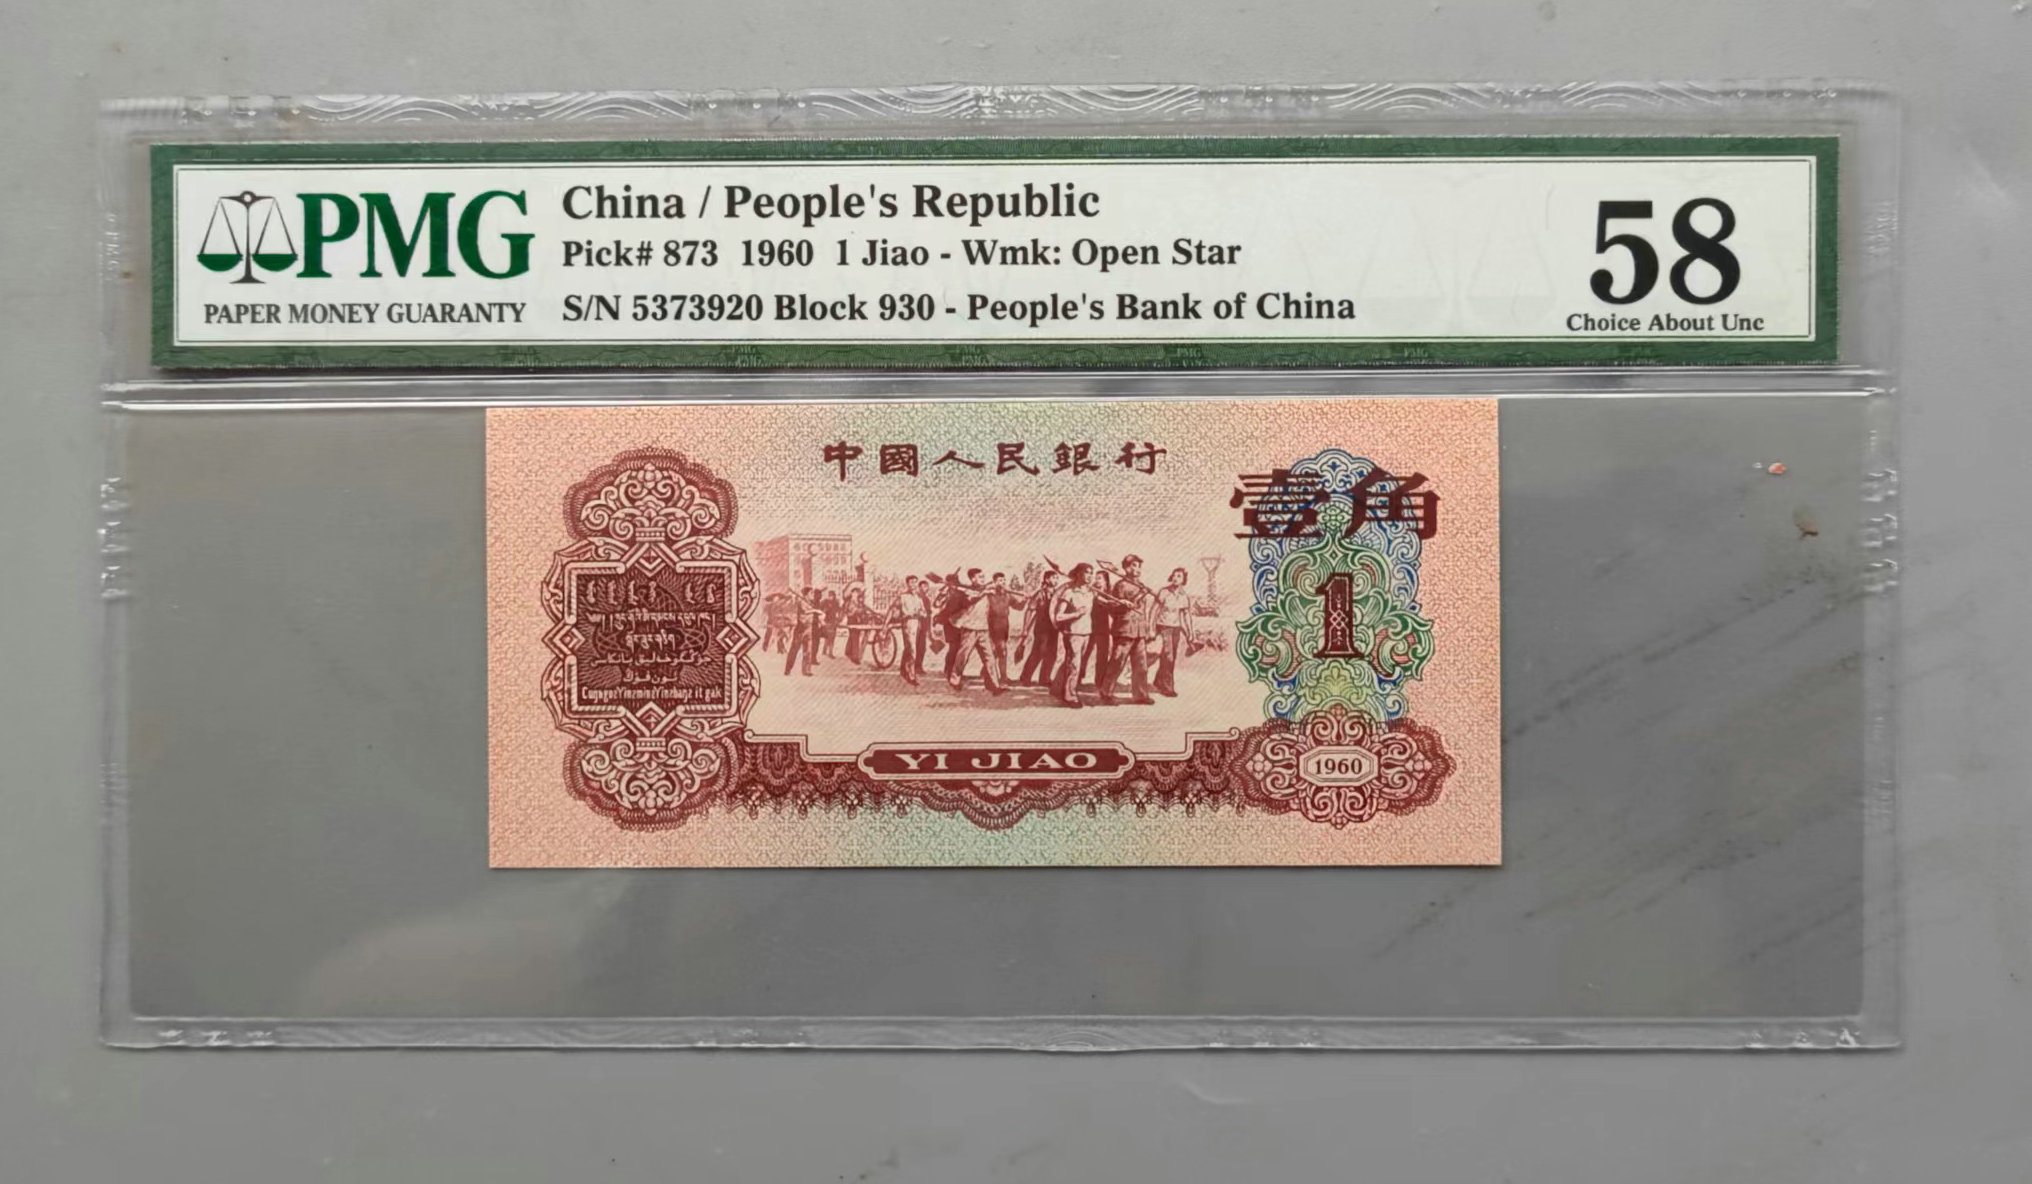 PMG
PAPER MONEY GUARANTY
China / People's Republic
Pick# 873 1960 1 Jiao - Wmk: Open Star
S/N 5373920 Block 930 - People's Bank of China
58
Choice About Unc
中國人民銀行
壹角
1
YI JIAO
1960